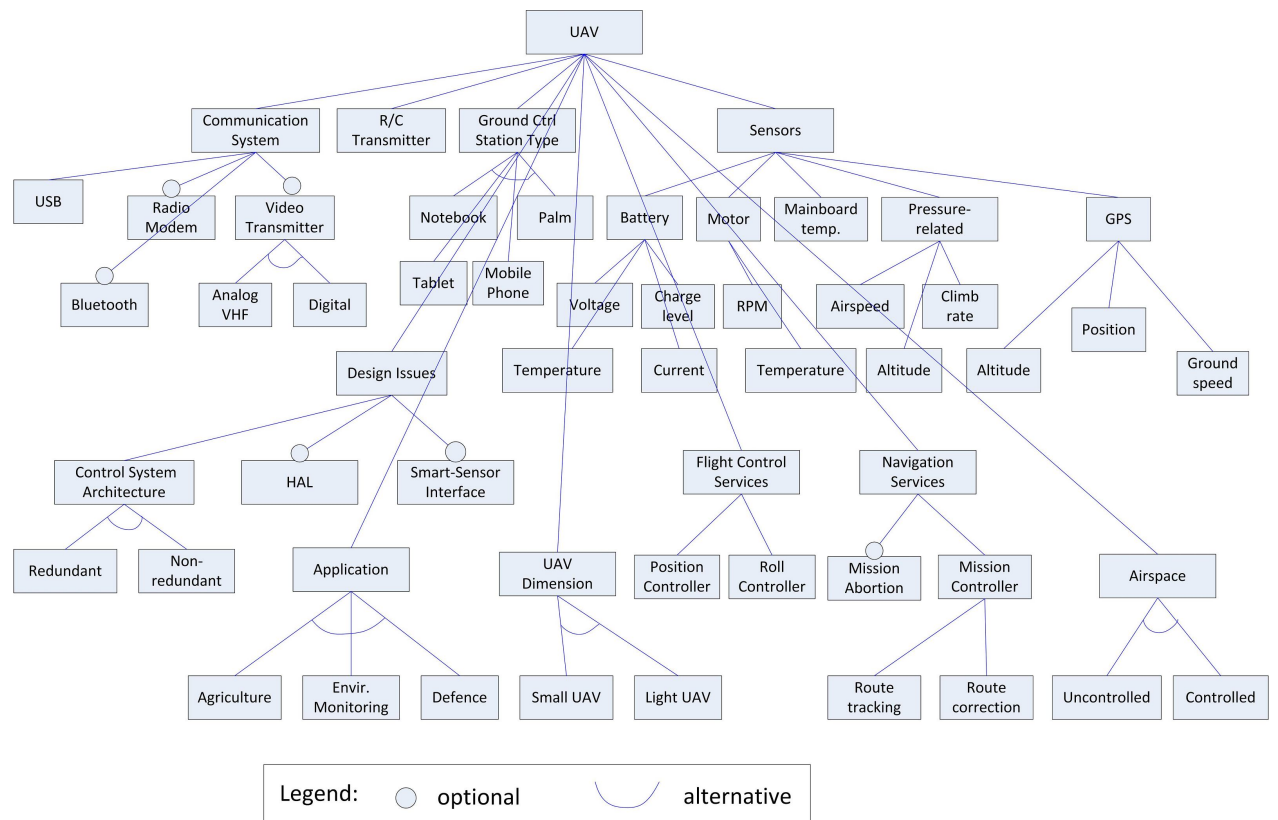 UAV
Communication
System
R/C
Transmitter
Ground Ctrl
Station Type
Sensors
USB
Radio
Modem
Video
Transmitter
Notebook
Palm
Battery
Motor
Mainboard
temp.
Pressure-
related
GPS
Bluetooth
Analog
VHF
Digital
Tablet
Mobile
Phone
Voltage
Charge
level
RPM
Airspeed
Climb
rate
Position
Design Issues
Temperature
Current
Temperature
Altitude
Altitude
Ground
speed
Control System
Architecture
HAL
Smart-Sensor
Interface
Flight Control
Services
Navigation
Services
Redundant
Non-
redundant
Application
UAV
Dimension
Position
Controller
Roll
Controller
Mission
Abortion
Mission
Controller
Airspace
Agriculture
Envir.
Monitoring
Defence
Small UAV
Light UAV
Route
tracking
Route
correction
Uncontrolled
Controlled
Legend:
optional
alternative